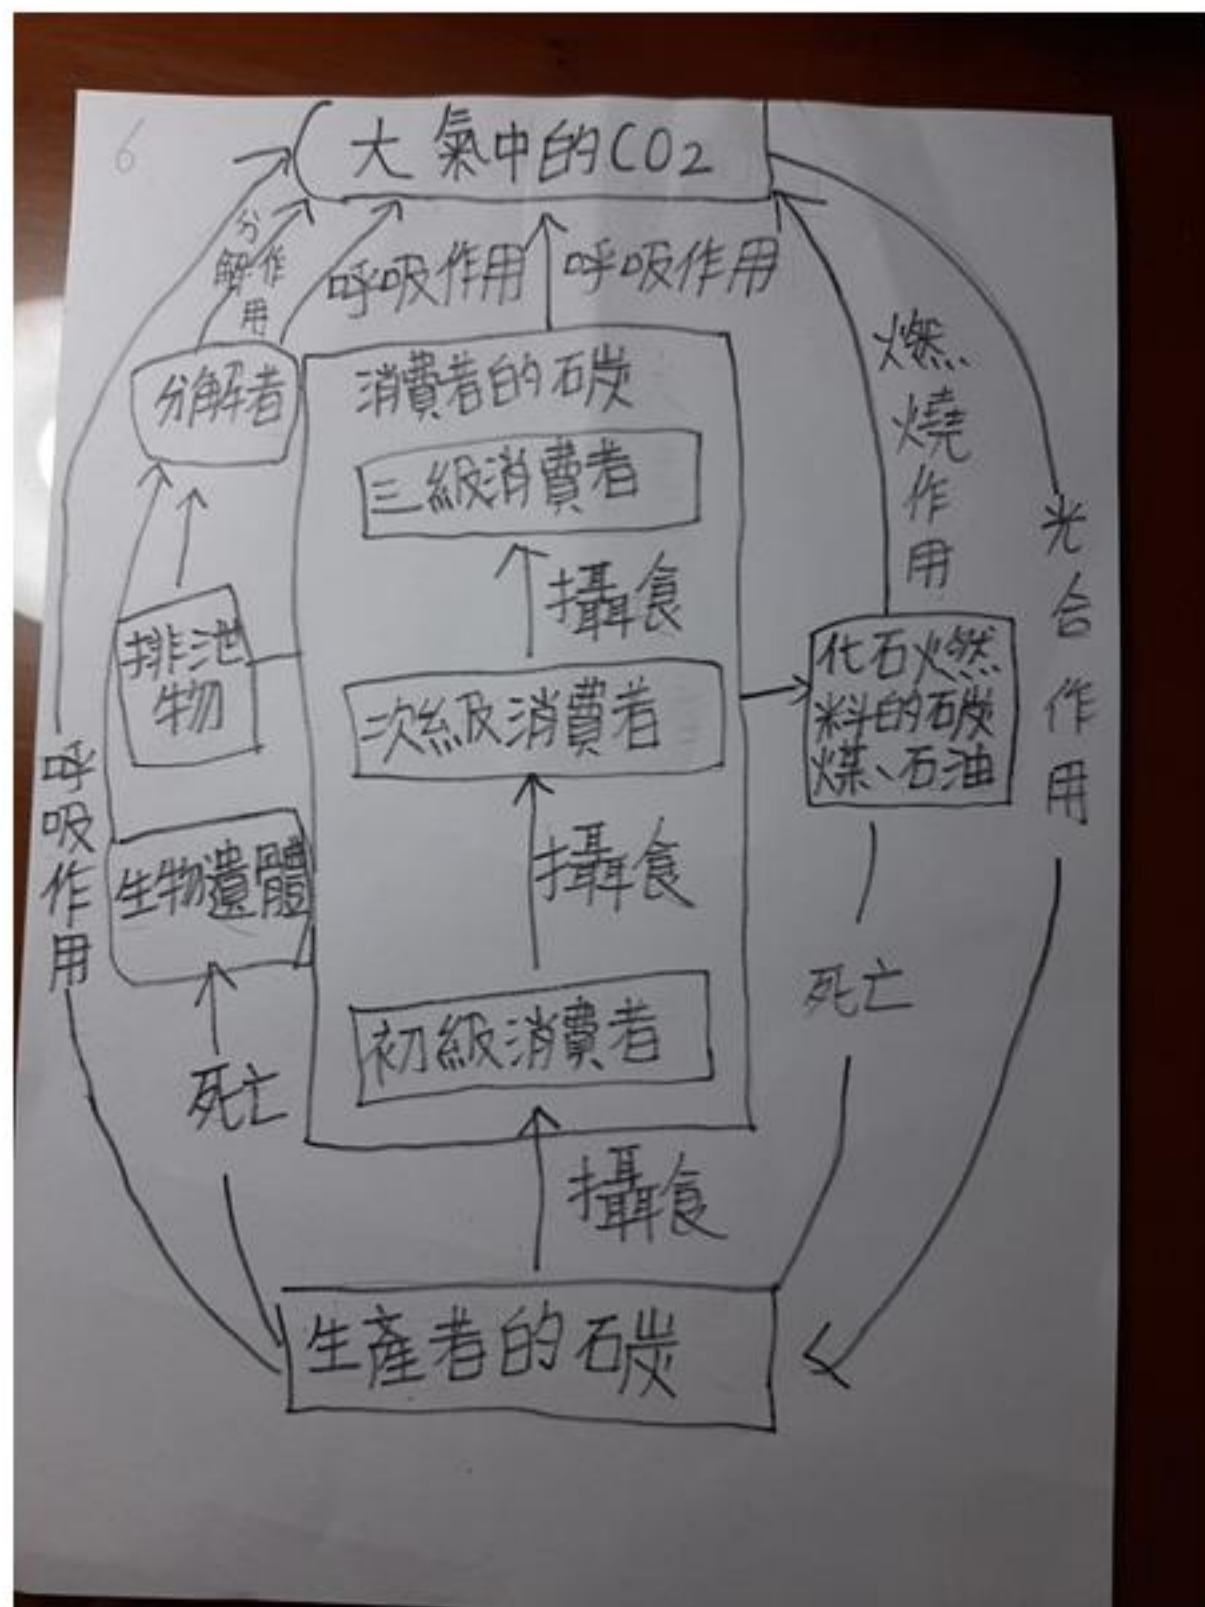 6
大氣中的CO2
分解作用
呼吸作用
呼吸作用
燃燒作用
光合作用
分解者
消費者的碳
三級消費者
攝食
排泄物
次級消費者
化石燃
料的碳
煤、石油
呼吸作用
攝食
生物遺體
死亡
初級消費者
死亡
攝食
生產者的碳